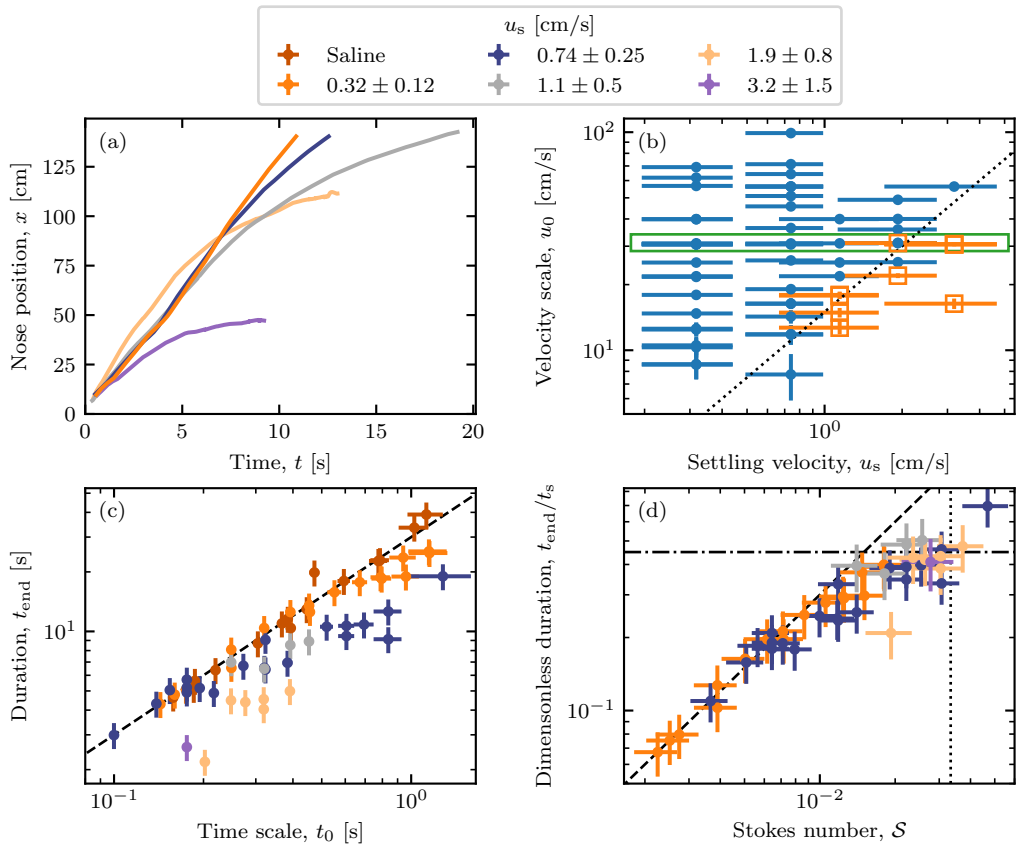 u_s [cm/s]
Saline
0.32 ± 0.12
0.74 ± 0.25
1.1 ± 0.5
1.9 ± 0.8
3.2 ± 1.5
(a)
Nose position, x [cm]
125
100
75
50
25
0
0
5
10
15
20
Time, t [s]
(b)
Velocity scale, u_0 [cm/s]
10^2
10^1
10^0
Settling velocity, u_s [cm/s]
(c)
Duration, t_end [s]
10^1
10^−1
10^0
Time scale, t_0 [s]
(d)
Dimensonless duration, t_end/t_s
10^−1
10^−2
Stokes number, 𝒮